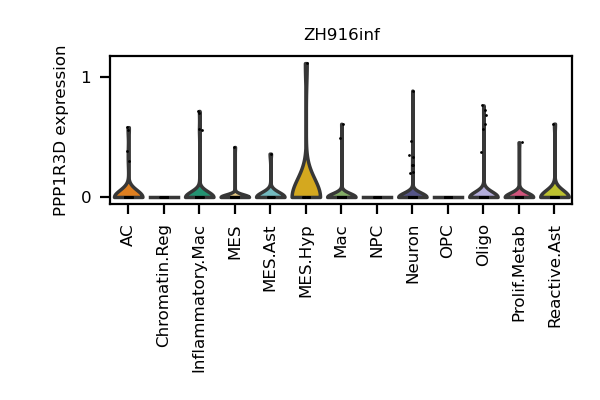 ZH916inf
PPP1R3D expression
1
0
AC
Chromatin.Reg
Inflammatory.Mac
MES
MES.Ast
MES.Hyp
Mac
NPC
Neuron
OPC
Oligo
Prolif.Metab
Reactive.Ast